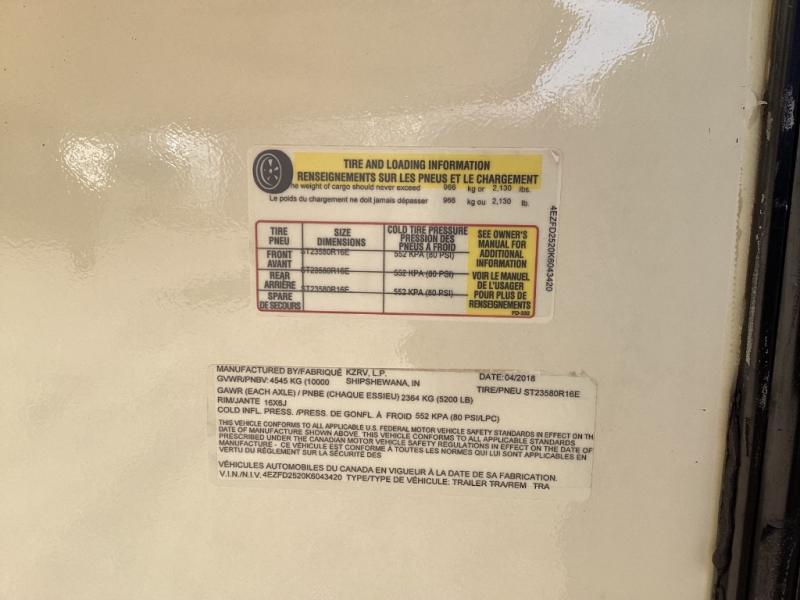 TIRE AND LOADING INFORMATION
RENSEIGNEMENTS SUR LES PNEUS ET LE CHARGEMENT
he weight of cargo should never exceed 966 kg or 2,130 lbs.
Le poids du chargement ne doit jamais dépasser 966 kg ou 2,130 lb.
TIRE PNEU SIZE DIMENSIONS COLD TIRE PRESSURE PRESSION DES PNEUS À FROID
FRONT AVANT ST23580R16E 552 KPA (80 PSI)
REAR ARRIÈRE ST23580R16E 552 KPA (80 PSI)
SPARE DE SECOURS ST23580R16E 552 KPA (80 PSI)
SEE OWNER'S
MANUAL FOR
ADDITIONAL
INFORMATION
VOIR LE MANUEL
DE L'USAGER
POUR PLUS DE
RENSEIGNEMENTS
PD-332
4EZFD2520K6043420
MANUFACTURED BY/FABRIQUÉ KZRV, L.P. DATE:04/2018
GVWR/PNBV: 4545 KG (10000 SHIPSHEWANA, IN TIRE/PNEU ST23580R16E
GAWR (EACH AXLE) / PNBE (CHAQUE ESSIEU) 2364 KG (5200 LB)
RIM/JANTE 16X6J
COLD INFL. PRESS. /PRESS. DE GONFL. À FROID 552 KPA (80 PSI/LPC)
THIS VEHICLE CONFORMS TO ALL APPLICABLE U.S. FEDERAL MOTOR VEHICLE SAFETY STANDARDS IN EFFECT ON TH
DATE OF MANUFACTURE SHOWN ABOVE. THIS VEHICLE CONFORMS TO ALL APPLICABLE STANDARDS
PRESCRIBED UNDER THE CANADIAN MOTOR VEHICLE SAFETY REGULATIONS IN EFFECT ON THE DATE OF
MANUFACTURE - CE VÉHICULE EST CONFORME À TOUTES LES NORMES QUI LUI SONT APPLICABLES EN
VERTU DU RÈGLEMENT SUR LA SÉCURITÉ DES
VÉHICULES AUTOMOBILES DU CANADA EN VIGUEUR À LA DATE DE SA FABRICATION.
V.I.N./N.I.V. 4EZFD2520K6043420 TYPE/TYPE DE VÉHICULE: TRAILER TRA/REM TRA